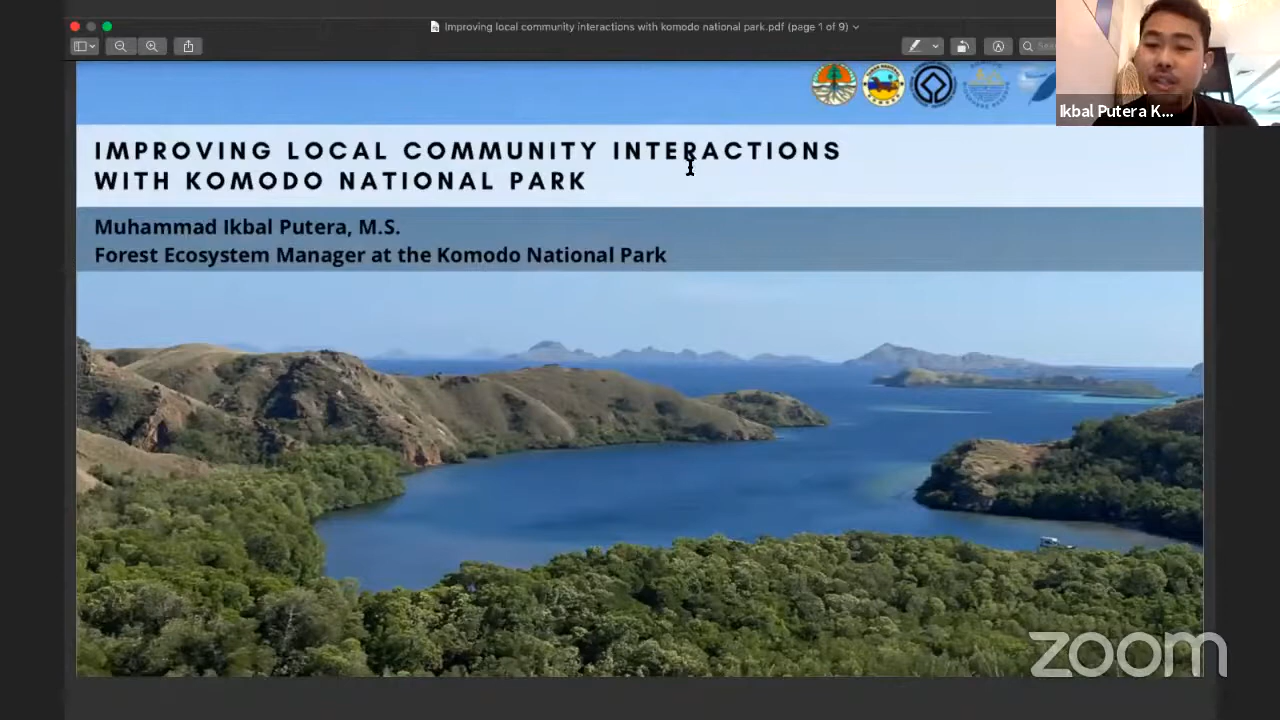 Improving local community interactions with komodo national park.pdf (page 1 of 9)
Ikbal Putera K...
IMPROVING LOCAL COMMUNITY INTERACTIONS
WITH KOMODO NATIONAL PARK
Muhammad Ikbal Putera, M.S.
Forest Ecosystem Manager at the Komodo National Park
zoom